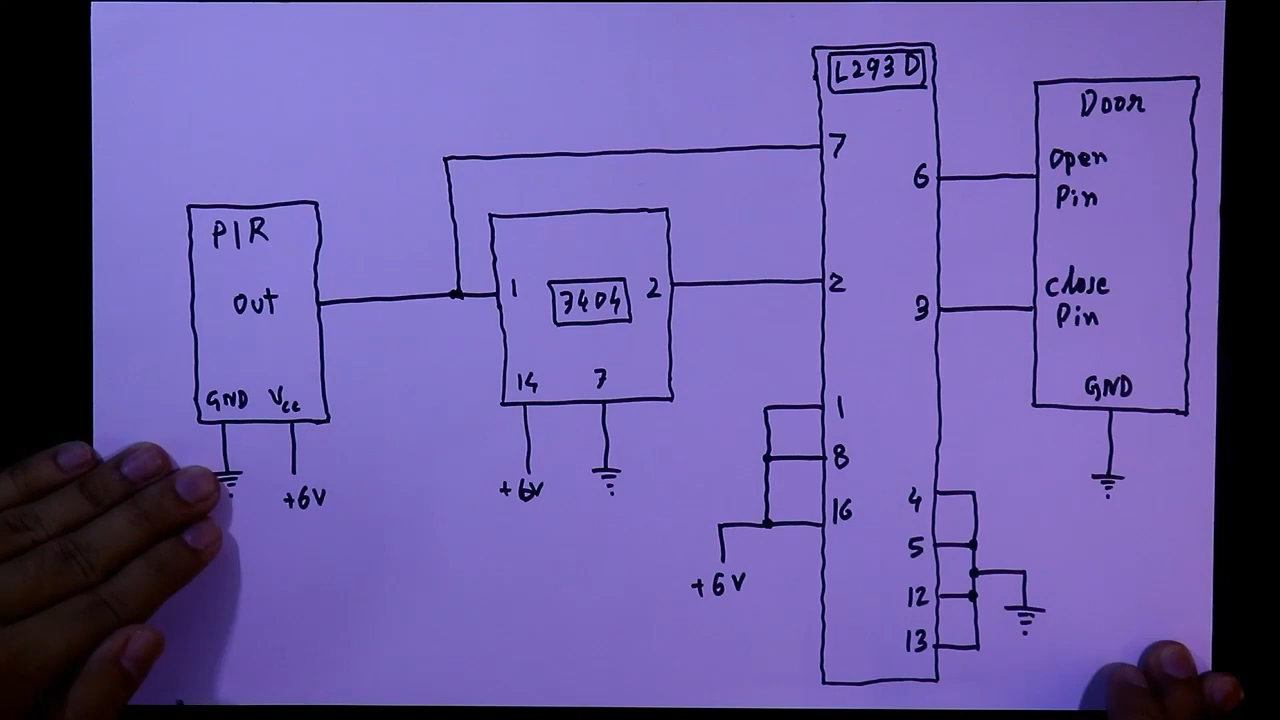 L293D
Door
7
Open
6
Pin
PIR
1
7404
2
2
Out
3
Close
Pin
14
7
GND
GND
Vcc
1
8
+6V
+6V
16
4
5
+6V
12
13